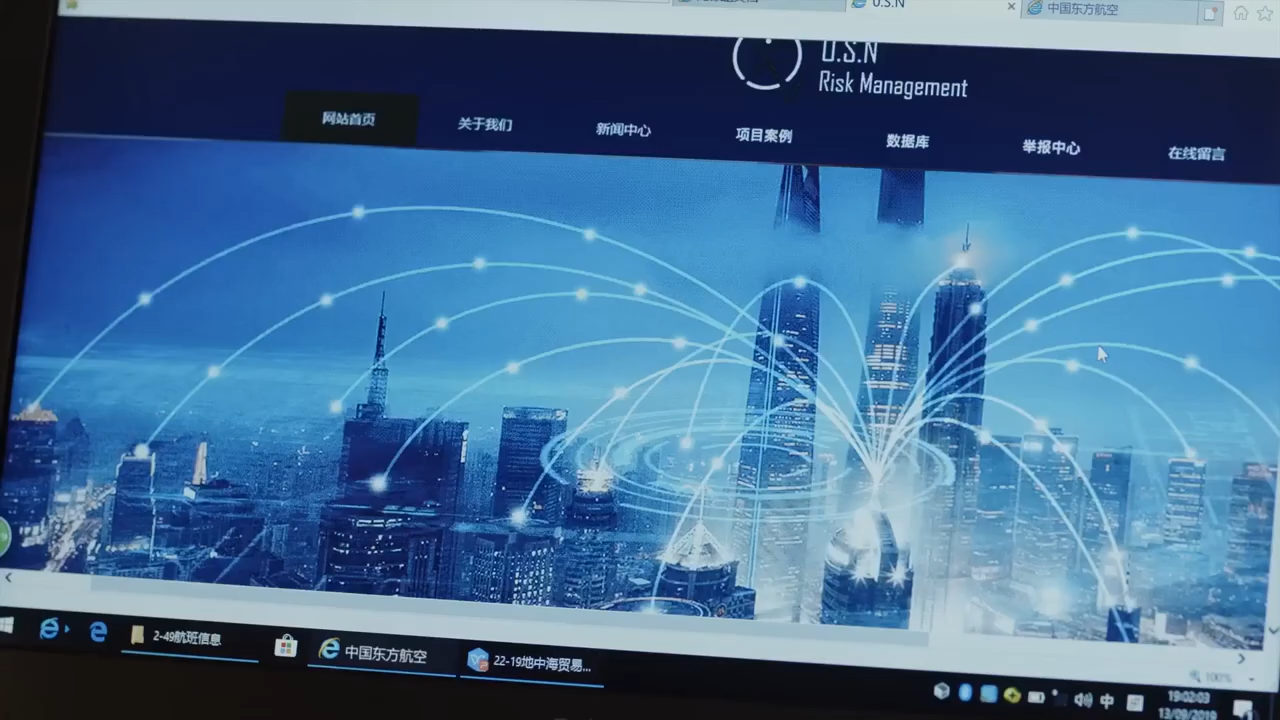 U.S.N
中国东方航空
U.S.N
Risk Management
网站首页
关于我们
新闻中心
项目案例
数据库
举报中心
在线留言
2-49航班信息
中国东方航空
22-19地中海贸易...
100%
中
19:02:03
13/09/2019